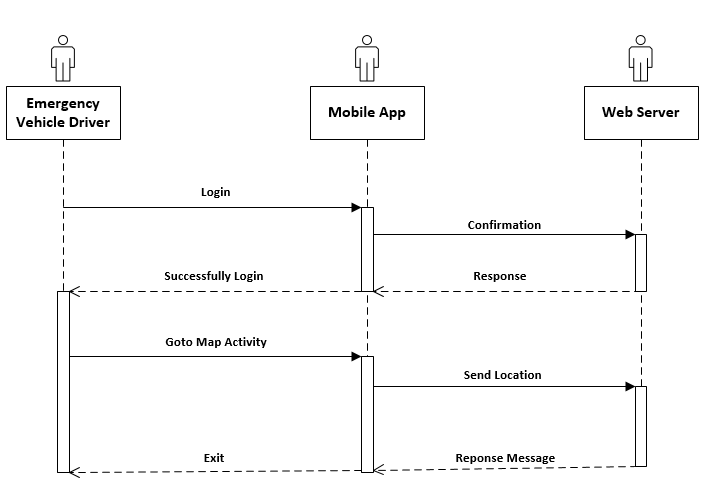 Emergency
Vehicle Driver
Mobile App
Web Server
Login
Confirmation
Successfully Login
Response
Goto Map Activity
Send Location
Exit
Reponse Message